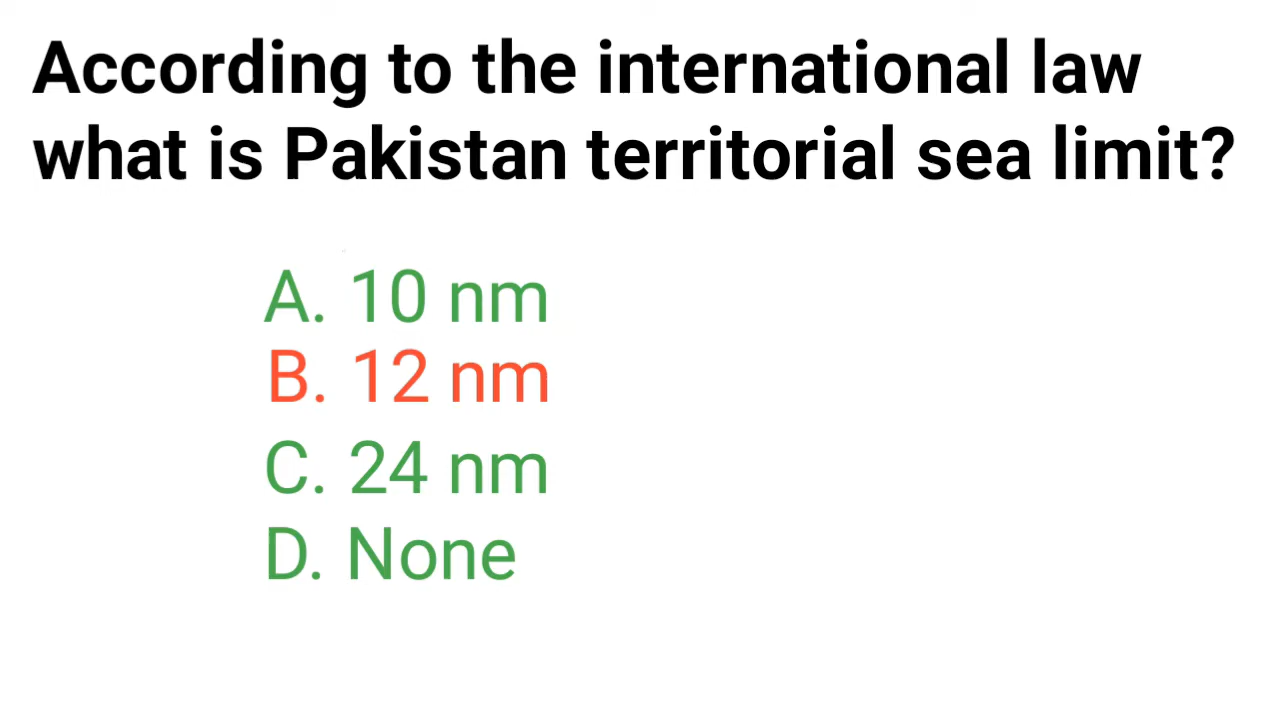 According to the international law
what is Pakistan territorial sea limit?
A. 10 nm
B. 12 nm
C. 24 nm
D. None